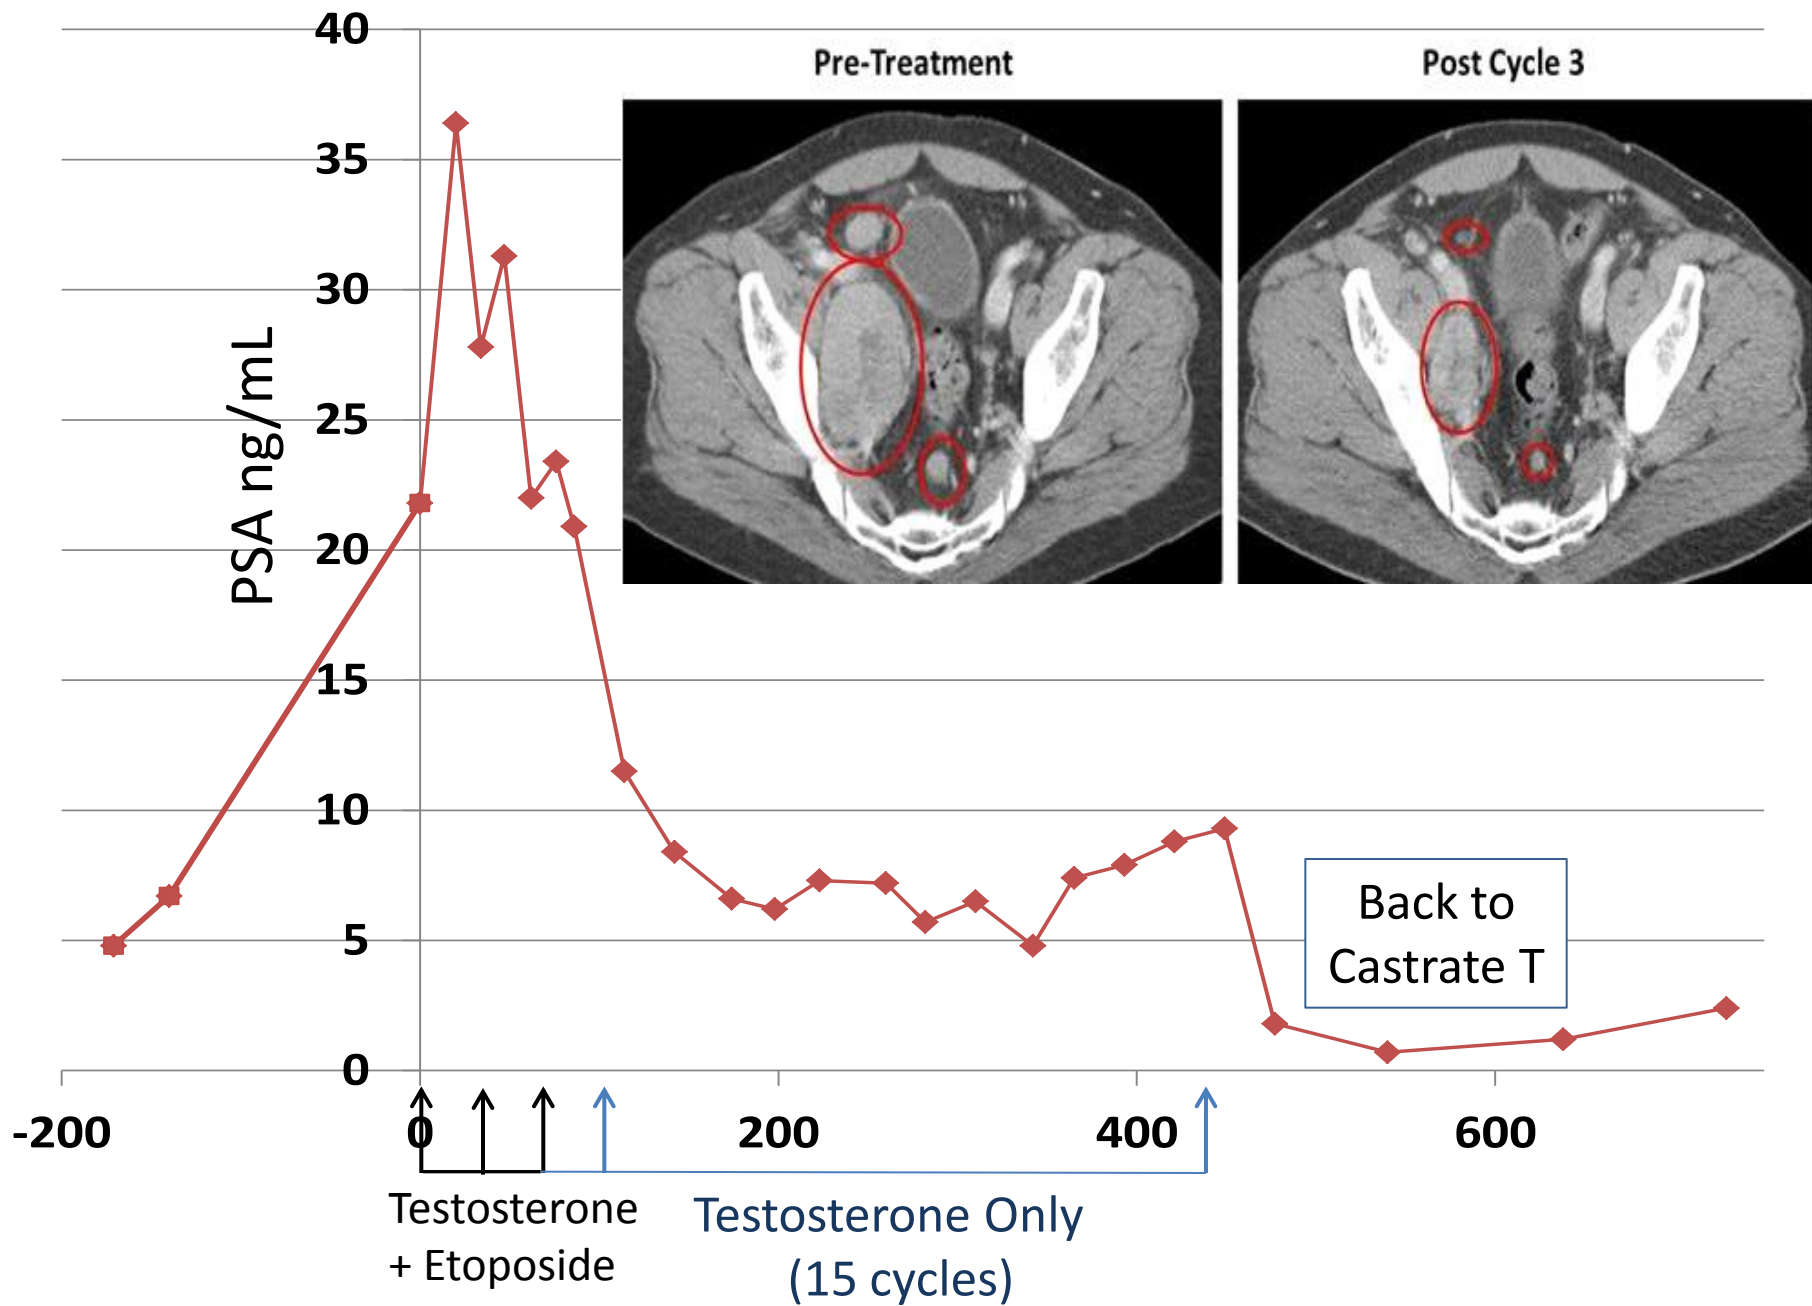 40
35
30
25
20
15
10
5
0
PSA ng/mL
Pre-Treatment
Post Cycle 3
Back to
Castrate T
-200
0
200
400
600
Testosterone
+ Etoposide
Testosterone Only
(15 cycles)